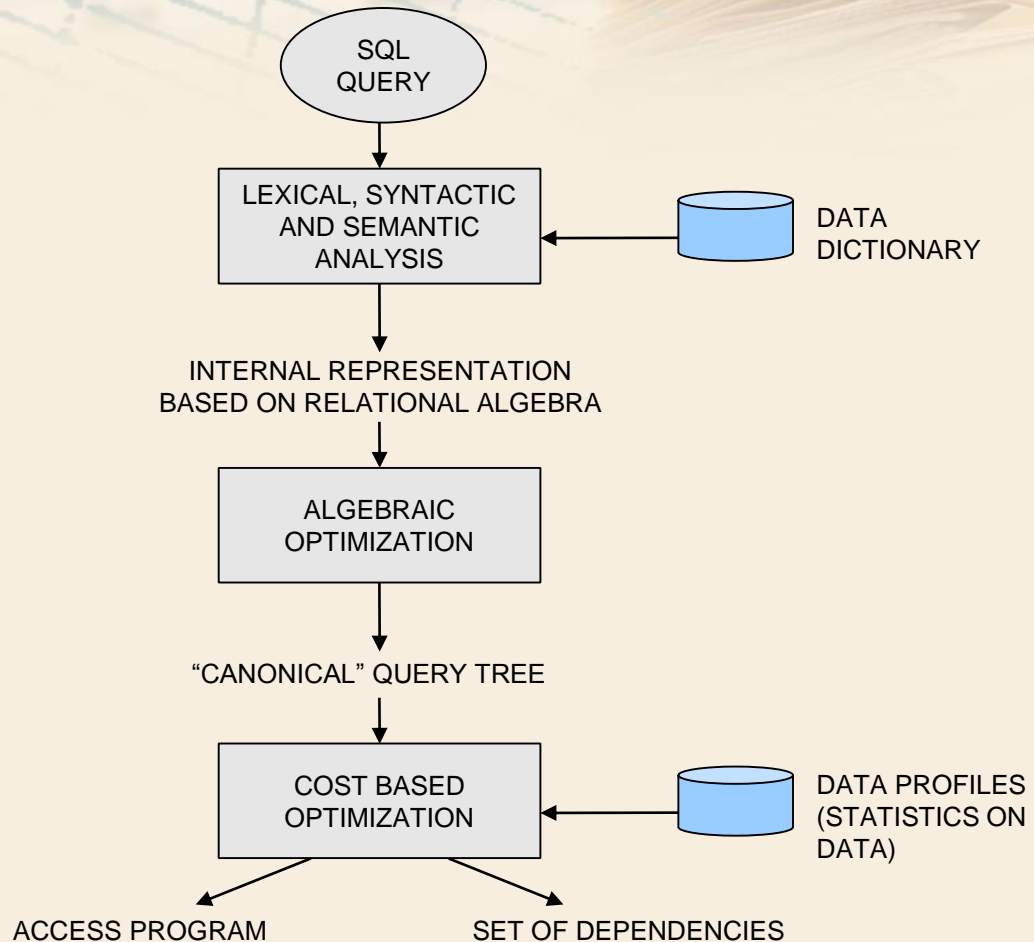 SQL
QUERY
LEXICAL, SYNTACTIC
AND SEMANTIC
ANALYSIS
DATA
DICTIONARY
INTERNAL REPRESENTATION
BASED ON RELATIONAL ALGEBRA
ALGEBRAIC
OPTIMIZATION
“CANONICAL” QUERY TREE
COST BASED
OPTIMIZATION
DATA PROFILES
(STATISTICS ON
DATA)
ACCESS PROGRAM
SET OF DEPENDENCIES